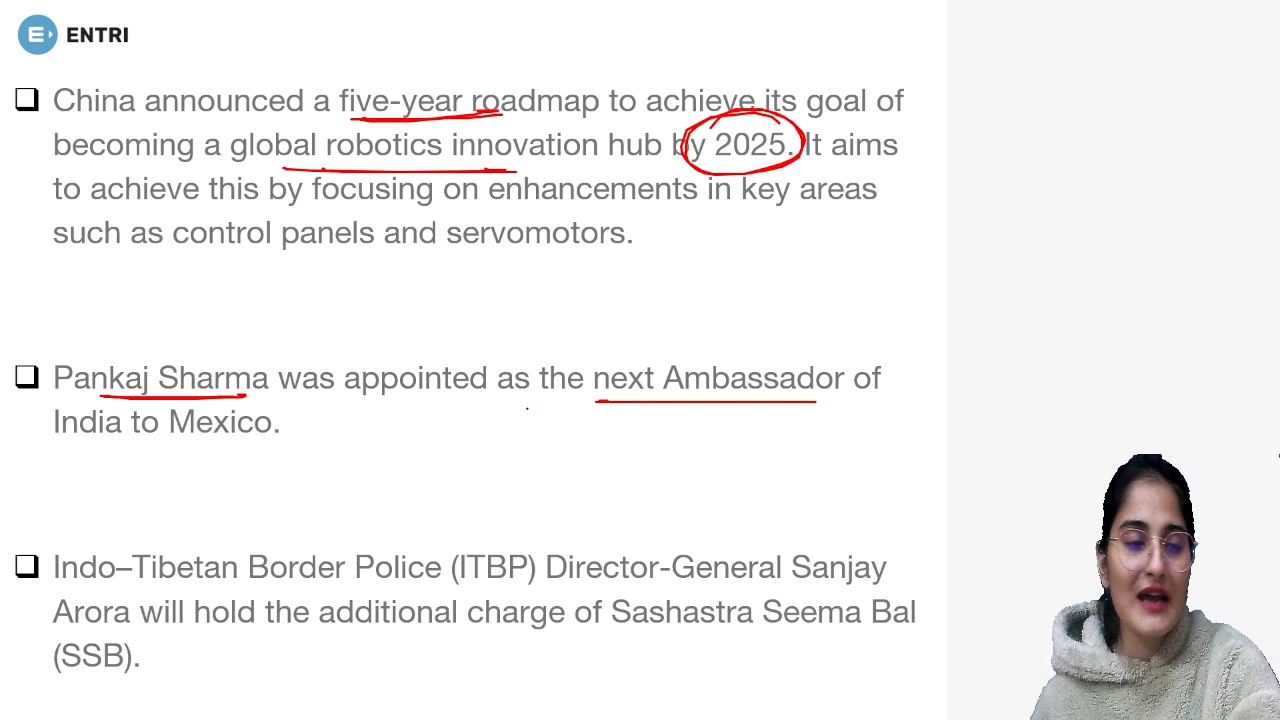 ENTRI
China announced a five-year roadmap to achieve its goal of
becoming a global robotics innovation hub by 2025. It aims
to achieve this by focusing on enhancements in key areas
such as control panels and servomotors.
Pankaj Sharma was appointed as the next Ambassador of
India to Mexico.
Indo–Tibetan Border Police (ITBP) Director-General Sanjay
Arora will hold the additional charge of Sashastra Seema Bal
(SSB).